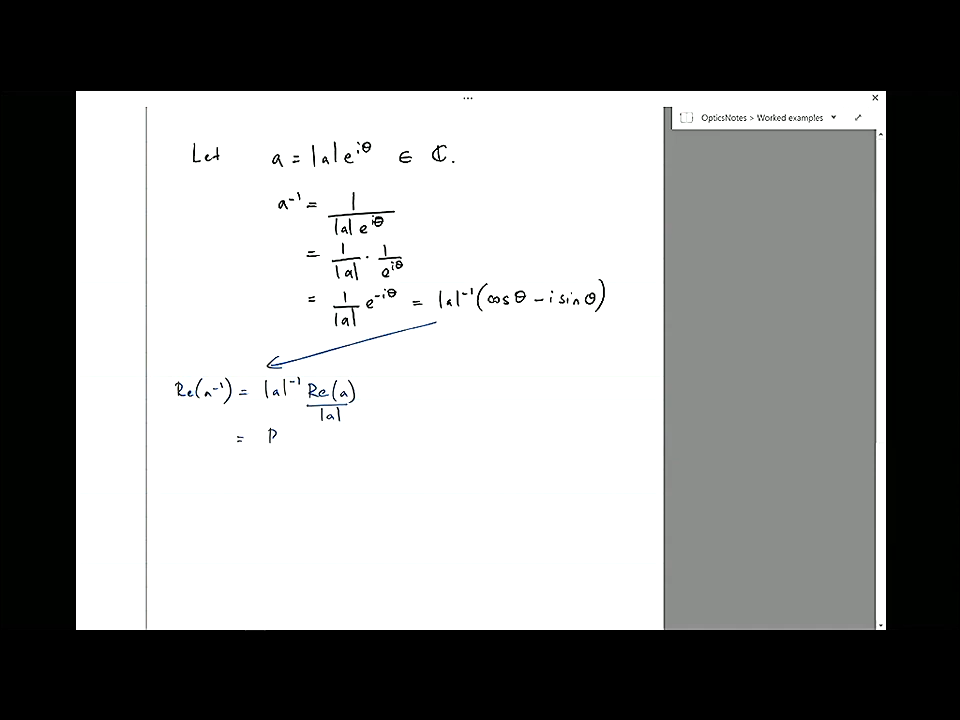 OpticsNotes > Worked examples
Let a = |a| e^{iθ} ∈ ℂ.
a⁻¹ = 1 / (|a| e^{iθ})
= 1/|a| · 1/e^{iθ}
= 1/|a| e^{-iθ} = |a|⁻¹ (cos θ − i sin θ)
Re(a⁻¹) = |a|⁻¹ Re(a)/|a|
=